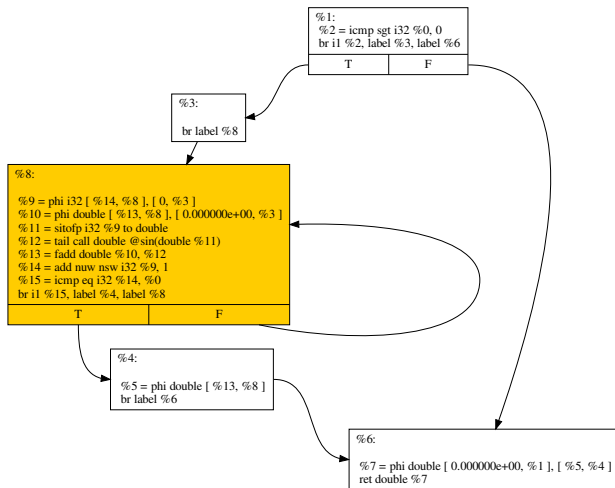 %1:
%2 = icmp sgt i32 %0, 0
br i1 %2, label %3, label %6
T F
%3:
br label %8
%8:
%9 = phi i32 [ %14, %8 ], [ 0, %3 ]
%10 = phi double [ %13, %8 ], [ 0.000000e+00, %3 ]
%11 = sitofp i32 %9 to double
%12 = tail call double @sin(double %11)
%13 = fadd double %10, %12
%14 = add nuw nsw i32 %9, 1
%15 = icmp eq i32 %14, %0
br i1 %15, label %4, label %8
T F
%4:
%5 = phi double [ %13, %8 ]
br label %6
%6:
%7 = phi double [ 0.000000e+00, %1 ], [ %5, %4 ]
ret double %7